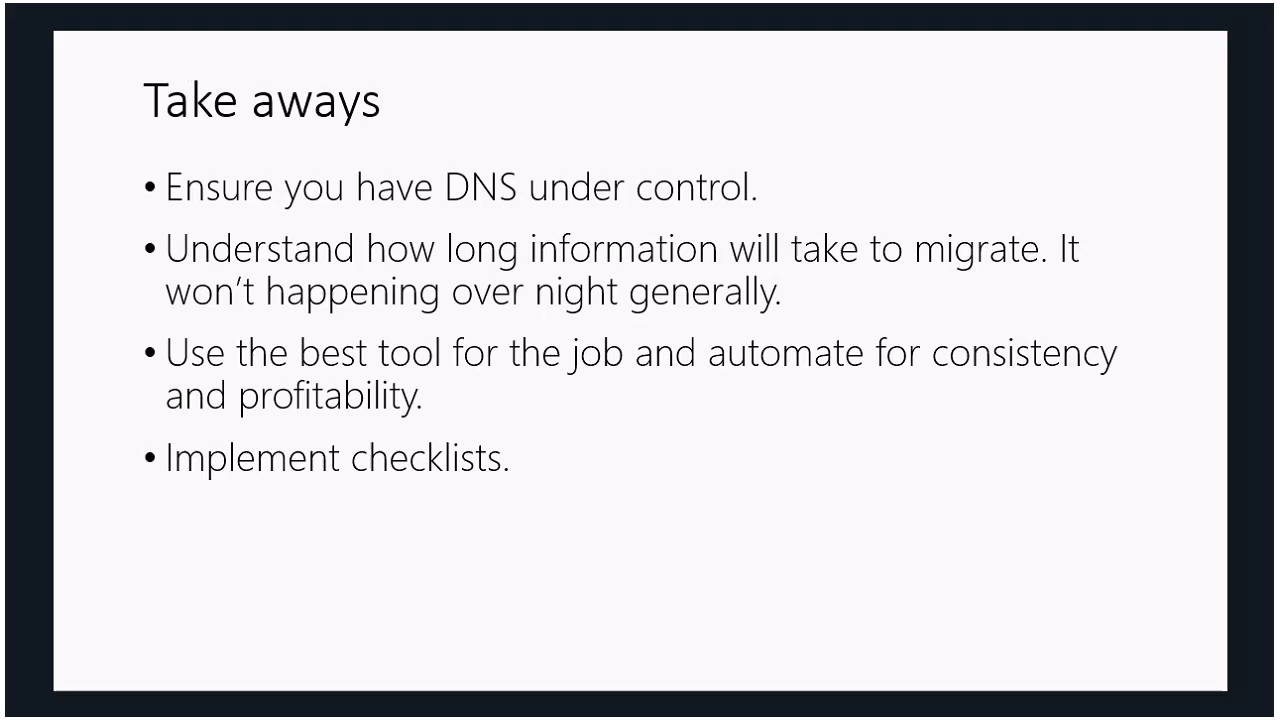 Take aways
• Ensure you have DNS under control.
• Understand how long information will take to migrate. It
won’t happening over night generally.
• Use the best tool for the job and automate for consistency
and profitability.
• Implement checklists.